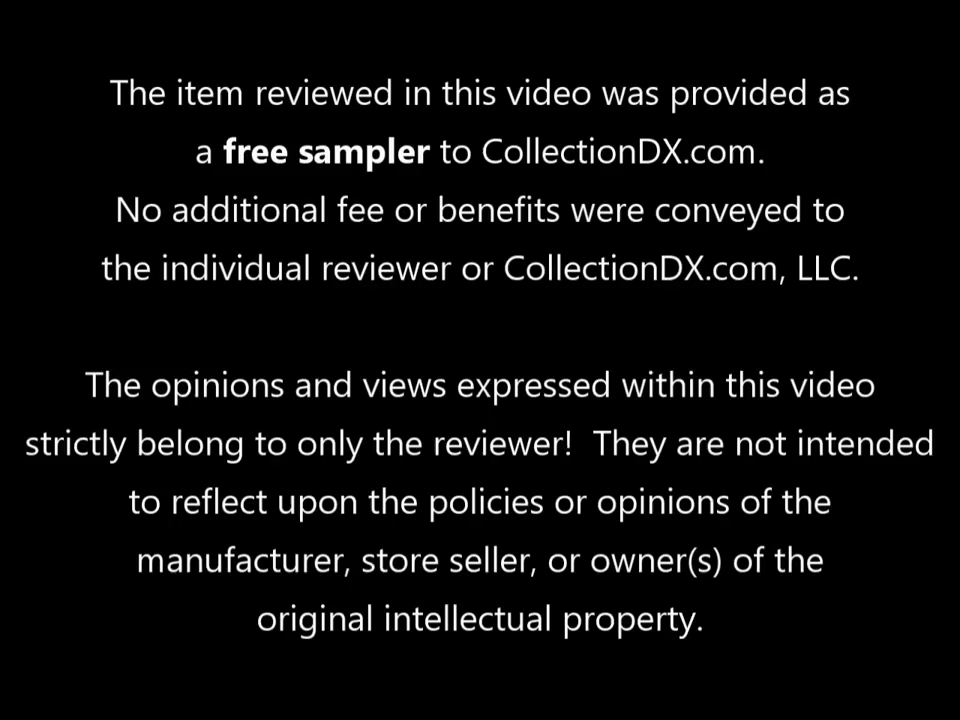 The item reviewed in this video was provided as
a free sampler to CollectionDX.com.
No additional fee or benefits were conveyed to
the individual reviewer or CollectionDX.com, LLC.
The opinions and views expressed within this video
strictly belong to only the reviewer!  They are not intended
to reflect upon the policies or opinions of the
manufacturer, store seller, or owner(s) of the
original intellectual property.